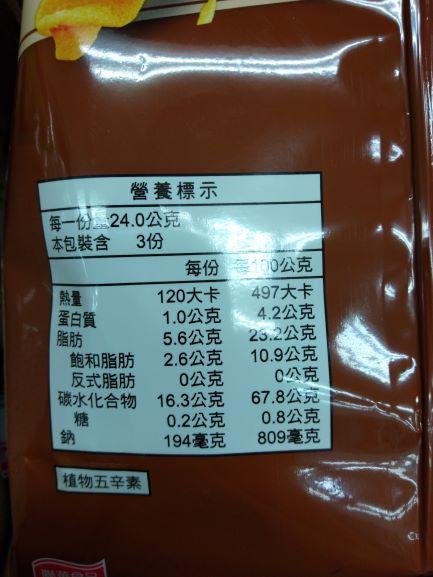 營養標示
每一份量24.0公克
本包裝含 3份
每份 每100公克
熱量 120大卡 497大卡
蛋白質 1.0公克 4.2公克
脂肪 5.6公克 23.2公克
飽和脂肪 2.6公克 10.9公克
反式脂肪 0公克 0公克
碳水化合物 16.3公克 67.8公克
糖 0.2公克 0.8公克
鈉 194毫克 809毫克
植物五辛素